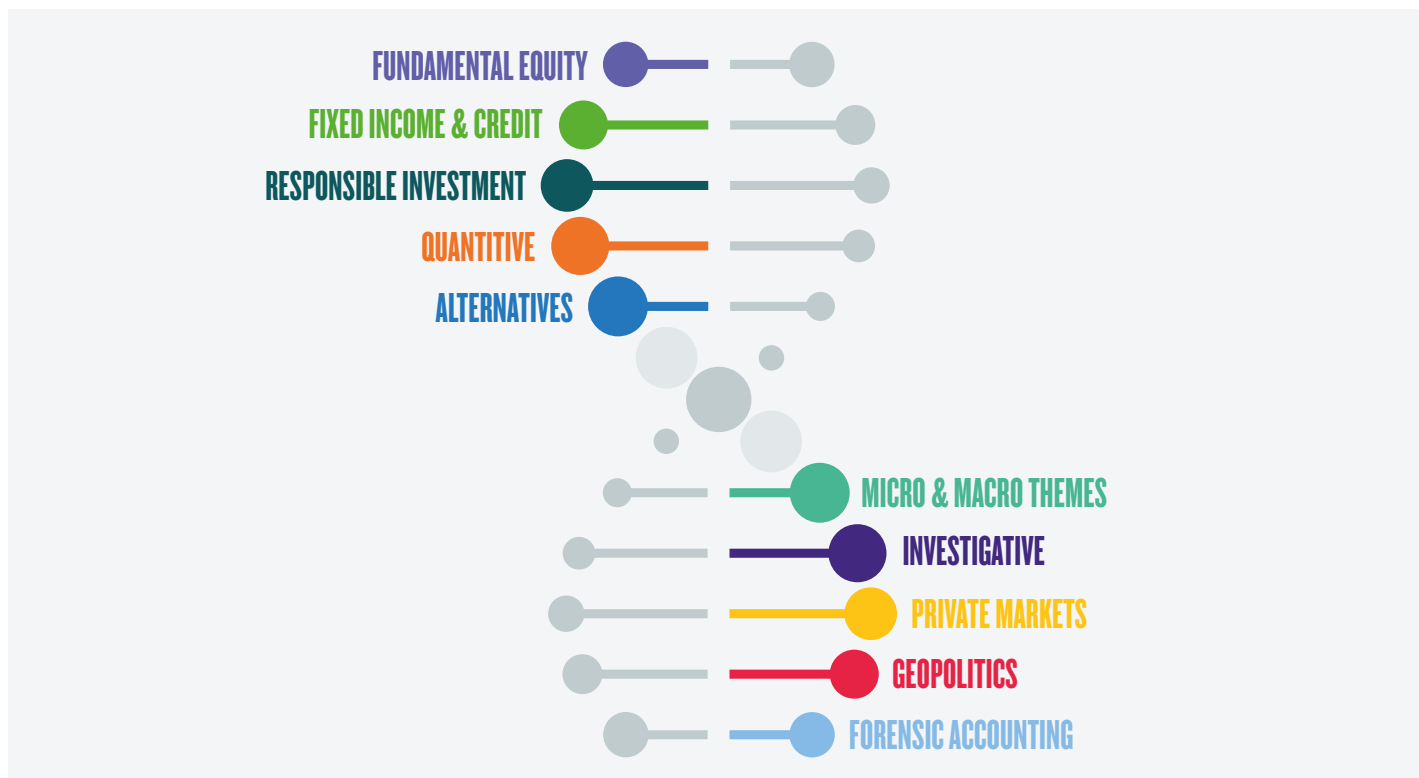 FUNDAMENTAL EQUITY
FIXED INCOME & CREDIT
RESPONSIBLE INVESTMENT
QUANTITIVE
ALTERNATIVES
MICRO & MACRO THEMES
INVESTIGATIVE
PRIVATE MARKETS
GEOPOLITICS
FORENSIC ACCOUNTING